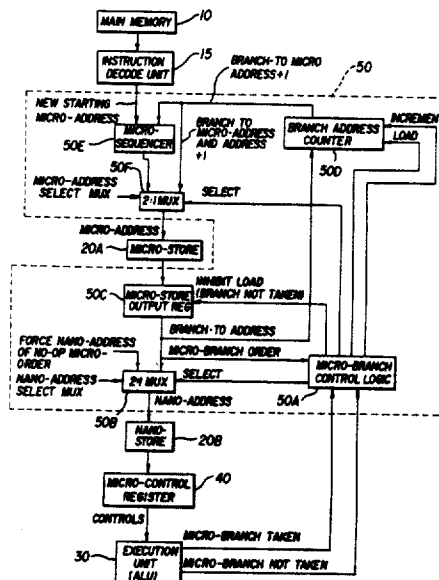 MAIN MEMORY
10
15
INSTRUCTION
DECODE UNIT
BRANCH-TO MICRO
ADDRESS+1
50
NEW STARTING
MICRO-ADDRESS
MICRO-
SEQUENCER
50E
BRANCH TO
MICRO-ADDRESS
AND ADDRESS
+1
BRANCH ADDRESS
COUNTER
50D
INCREMEN
LOAD
50F
MICRO-ADDRESS
SELECT MUX
2:1 MUX
SELECT
MICRO-ADDRESS
20A
MICRO-STORE
50C
MICRO-STORE
OUTPUT REG
INHIBIT LOAD
(BRANCH NOT TAKEN)
BRANCH-TO ADDRESS
FORCE NANO-ADDRESS
OF NO-OP MICRO-
ORDER
MICRO-BRANCH ORDER
NANO-ADDRESS
SELECT MUX
2:1 MUX
SELECT
MICRO-BRANCH
CONTROL LOGIC
50A
50B
NANO-ADDRESS
NANO-
STORE
20B
MICRO-CONTROL
REGISTER
40
CONTROLS
MICRO-BRANCH TAKEN
30
EXECUTION
UNIT
(ALU)
MICRO-BRANCH NOT TAKEN